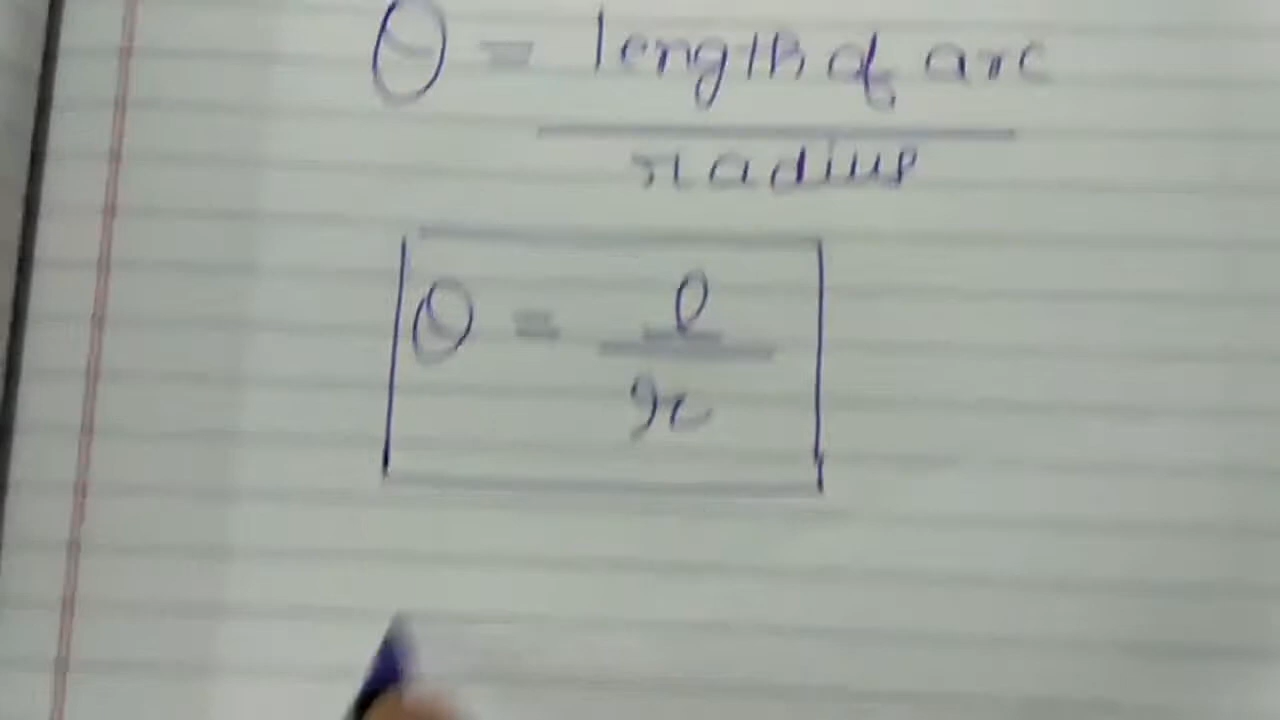 θ = length of arc
radius
θ = l
r